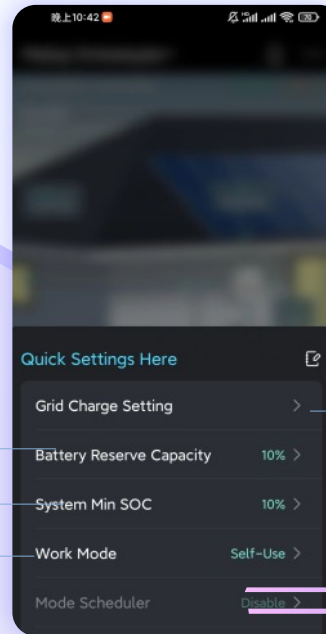 晚上10:42
20
Quick Settings Here
Grid Charge Setting
Battery Reserve Capacity 10%
System Min SOC 10%
Work Mode Self-Use
Mode Scheduler Disable